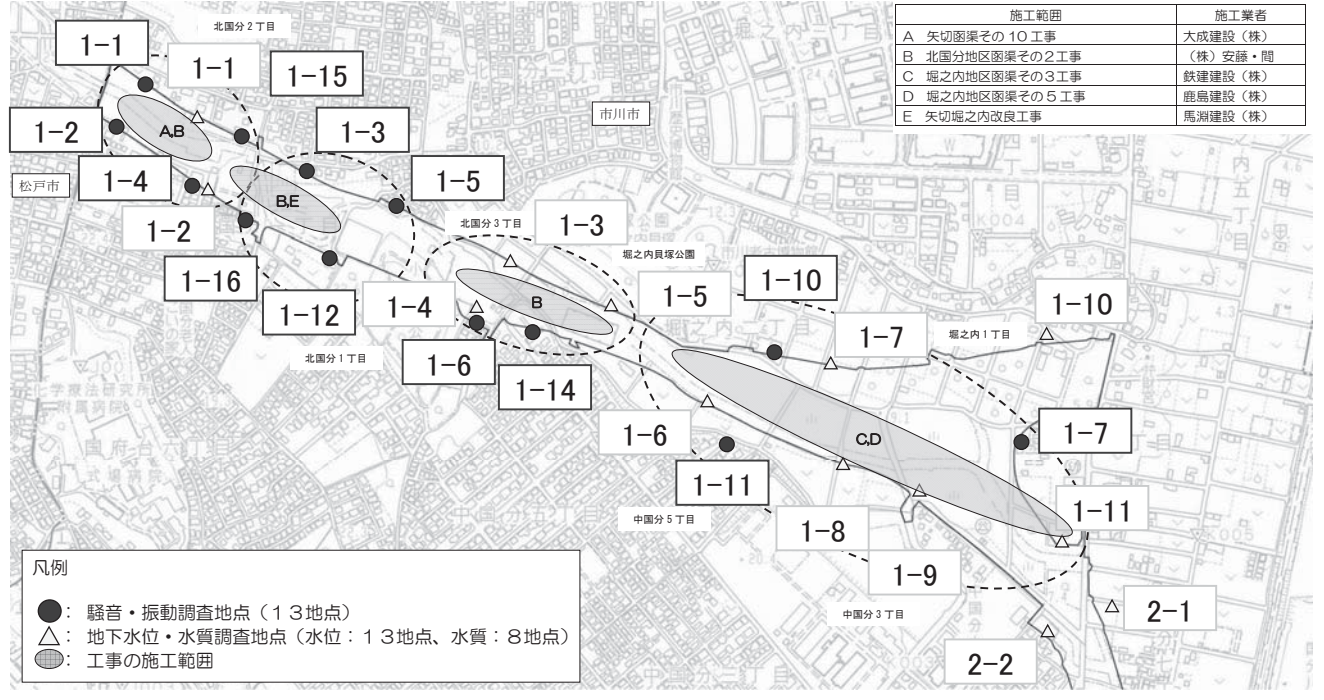 施工範囲 施工業者
A 矢切函渠その10工事 大成建設（株）
B 北国分地区函渠その２工事 （株）安藤・間
C 堀之内地区函渠その３工事 鉄建建設（株）
D 堀之内地区函渠その５工事 鹿島建設（株）
E 矢切堀之内改良工事 馬淵建設（株）
北国分２丁目
1-1
1-1
1-15
市川市
1-2
A,B
1-3
松戸市
1-4
B,E
1-5
1-2
北国分３丁目
1-3
堀之内貝塚公園
1-16
1-12
1-4
B
1-5
1-10
1-10
1-7
堀之内１丁目
北国分１丁目
1-6
1-14
1-6
C,D
1-7
1-11
1-11
中国分５丁目
1-8
1-9
中国分３丁目
2-1
2-2
凡例
： 騒音・振動調査地点（１３地点）
： 地下水位・水質調査地点（水位：１３地点、水質：８地点）
： 工事の施工範囲
K004
K005